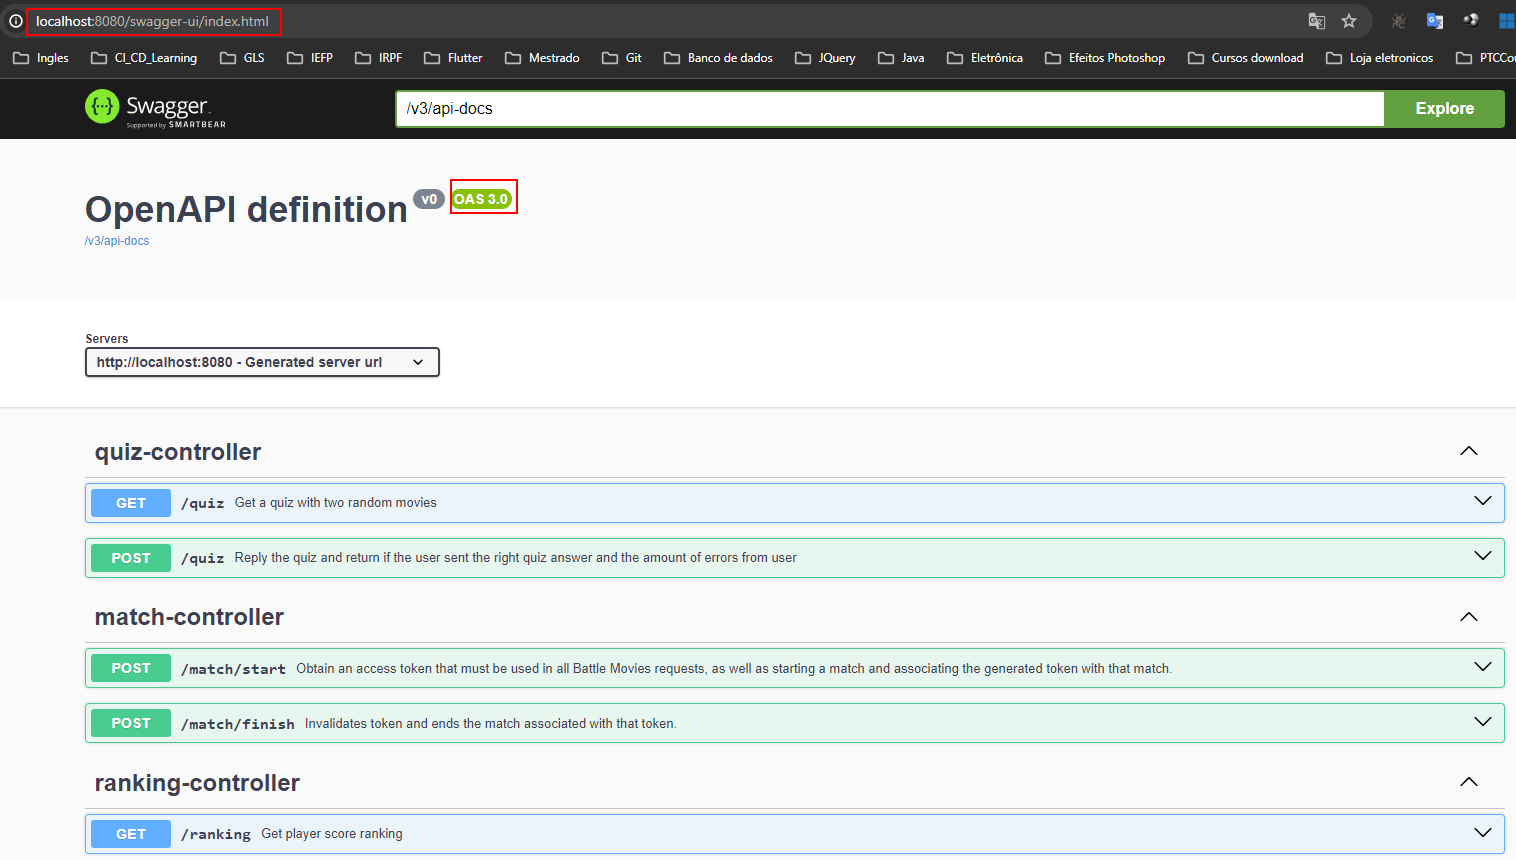 localhost:8080/swagger-ui/index.html
Ingles CI_CD_Learning GLS IEFP IRPF Flutter Mestrado Git Banco de dados JQuery Java Eletrônica Efeitos Photoshop Cursos download Loja eletronicos PTCCou
Swagger
Supported by SMARTBEAR
/v3/api-docs Explore
OpenAPI definition v0 OAS 3.0
/v3/api-docs
Servers
http://localhost:8080 - Generated server url
quiz-controller
GET /quiz Get a quiz with two random movies
POST /quiz Reply the quiz and return if the user sent the right quiz answer and the amount of errors from user
match-controller
POST /match/start Obtain an access token that must be used in all Battle Movies requests, as well as starting a match and associating the generated token with that match.
POST /match/finish Invalidates token and ends the match associated with that token.
ranking-controller
GET /ranking Get player score ranking